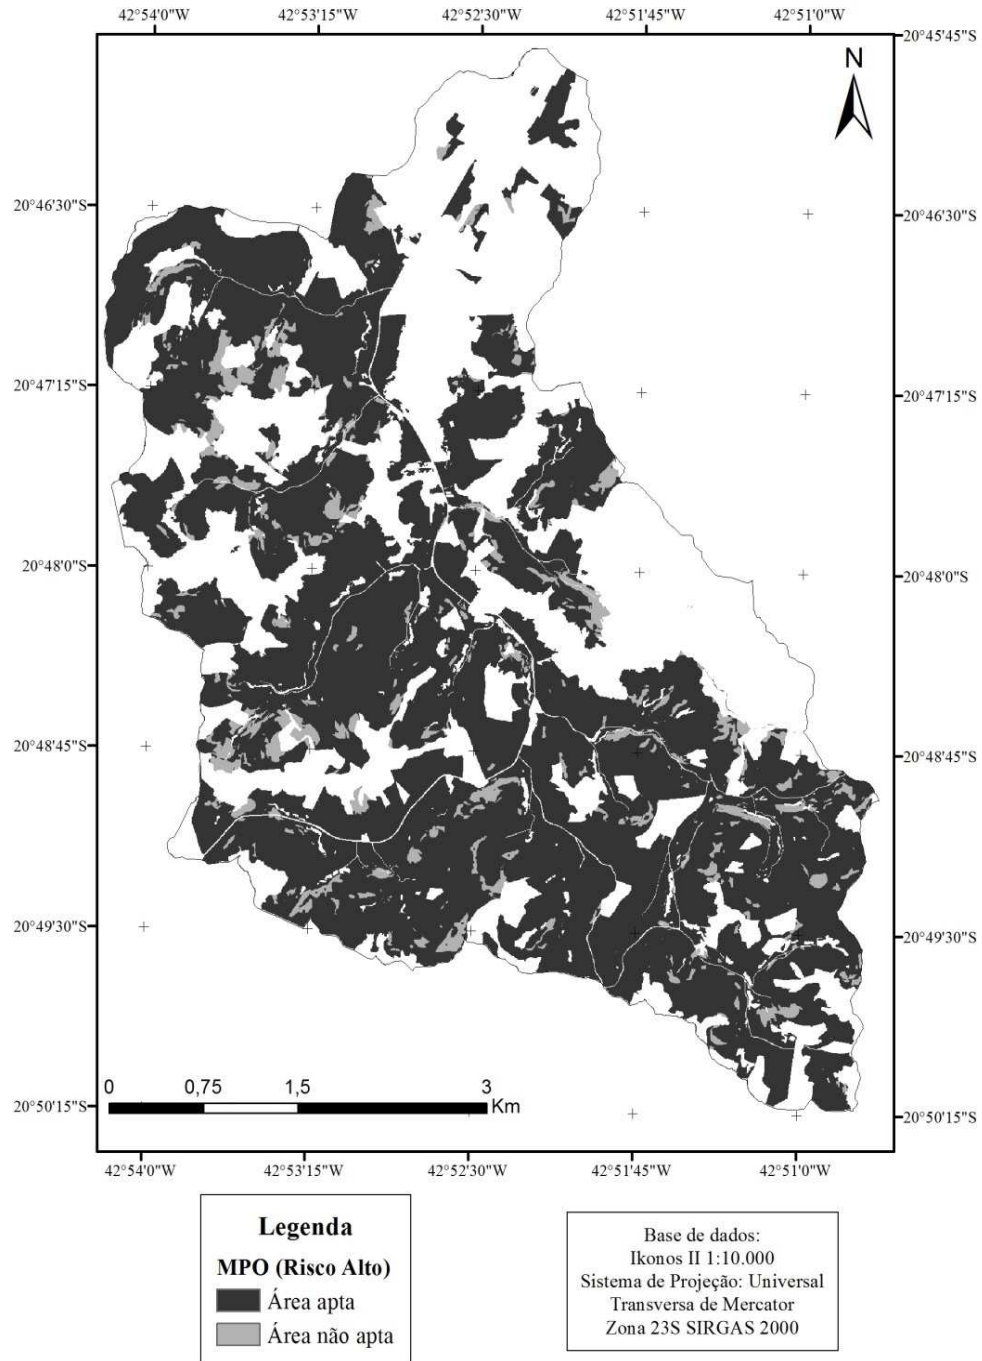 42°54'0"W 42°53'15"W 42°52'30"W 42°51'45"W 42°51'0"W
20°45'45"S
N
20°46'30"S 20°46'30"S
20°47'15"S 20°47'15"S
20°48'0"S 20°48'0"S
20°48'45"S 20°48'45"S
20°49'30"S 20°49'30"S
0 0,75 1,5 3
Km
20°50'15"S 20°50'15"S
42°54'0"W 42°53'15"W 42°52'30"W 42°51'45"W 42°51'0"W
Legenda
MPO (Risco Alto)
Área apta
Área não apta
Base de dados:
Ikonos II 1:10.000
Sistema de Projeção: Universal
Transversa de Mercator
Zona 23S SIRGAS 2000